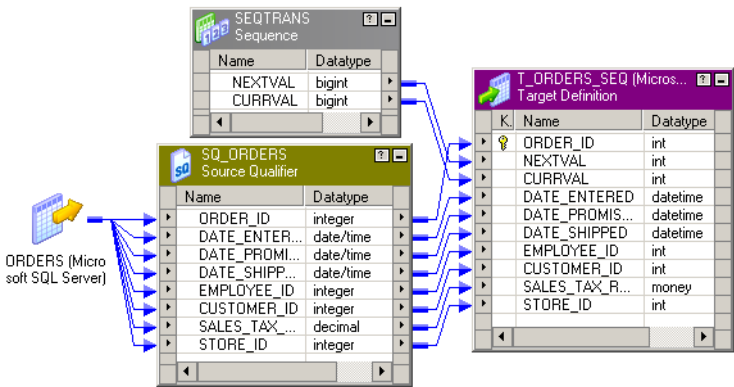 SEQTRANS
Sequence
Name Datatype
NEXTVAL bigint
CURRVAL bigint
T_ORDERS_SEQ (Micros...
Target Definition
K. Name Datatype
ORDER_ID int
NEXTVAL int
CURRVAL int
DATE_ENTERED datetime
DATE_PROMIS... datetime
DATE_SHIPPED datetime
EMPLOYEE_ID int
CUSTOMER_ID int
SALES_TAX_R... money
STORE_ID int
SQ_ORDERS
Source Qualifier
Name Datatype
ORDER_ID integer
DATE_ENTER... date/time
DATE_PROMI... date/time
DATE_SHIPP... date/time
EMPLOYEE_ID integer
CUSTOMER_ID integer
SALES_TAX_... decimal
STORE_ID integer
ORDERS (Micro
soft SQL Server)